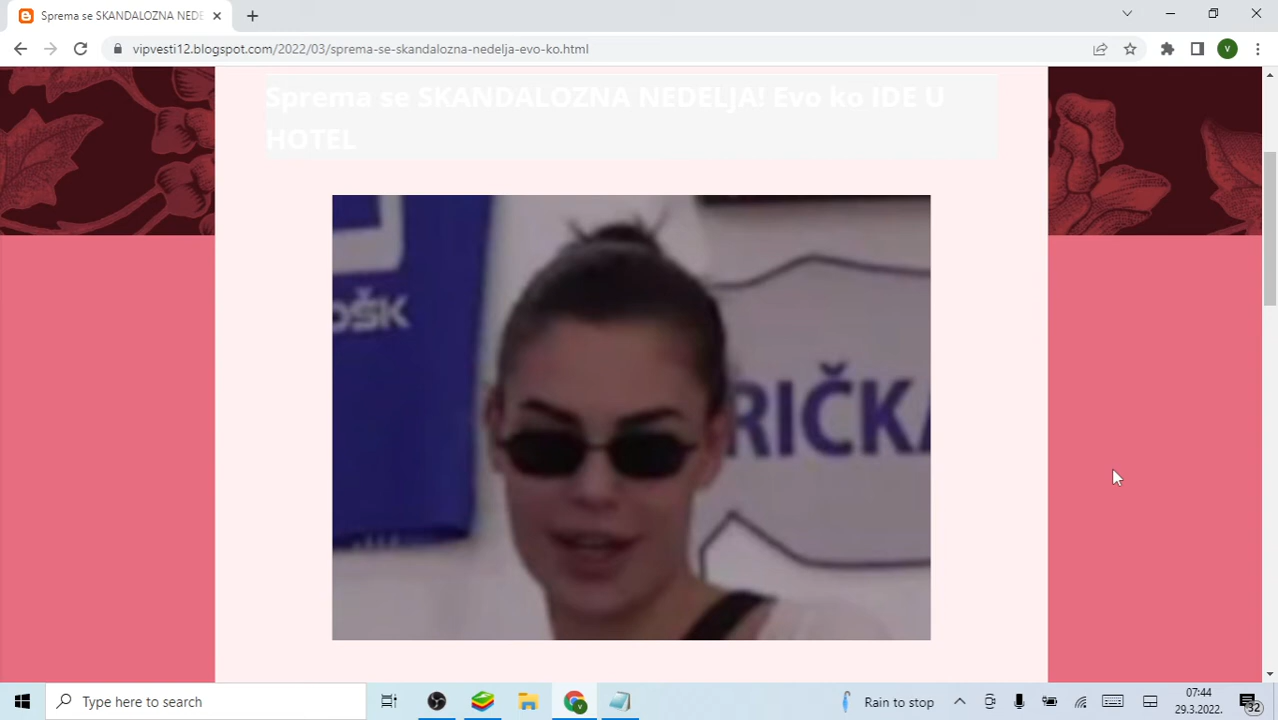 Sprema se SKANDALOZNA NEDE
vipvesti12.blogspot.com/2022/03/sprema-se-skandalozna-nedelja-evo-ko.html
V
Sprema se SKANDALOZNA NEDELJA! Evo ko IDE U
HOTEL
OŠK
RIČKA
Type here to search
Rain to stop
07:44
29.3.2022.
32